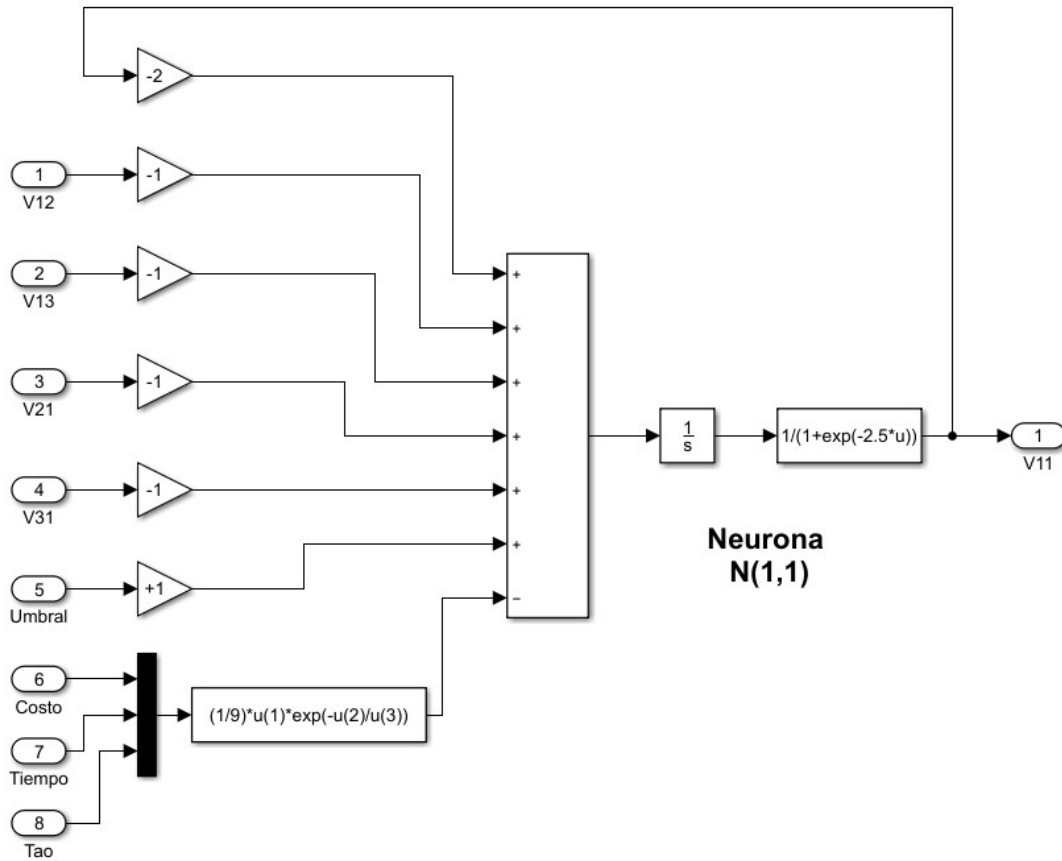 -2
1
V12
-1
2
V13
-1
3
V21
-1
4
V31
-1
5
Umbral
+1
6
Costo
7
Tiempo
8
Tao
(1/9)*u(1)*exp(-u(2)/u(3))
+
+
+
+
+
+
−
1
s
1/(1+exp(-2.5*u))
1
V11
Neurona
N(1,1)